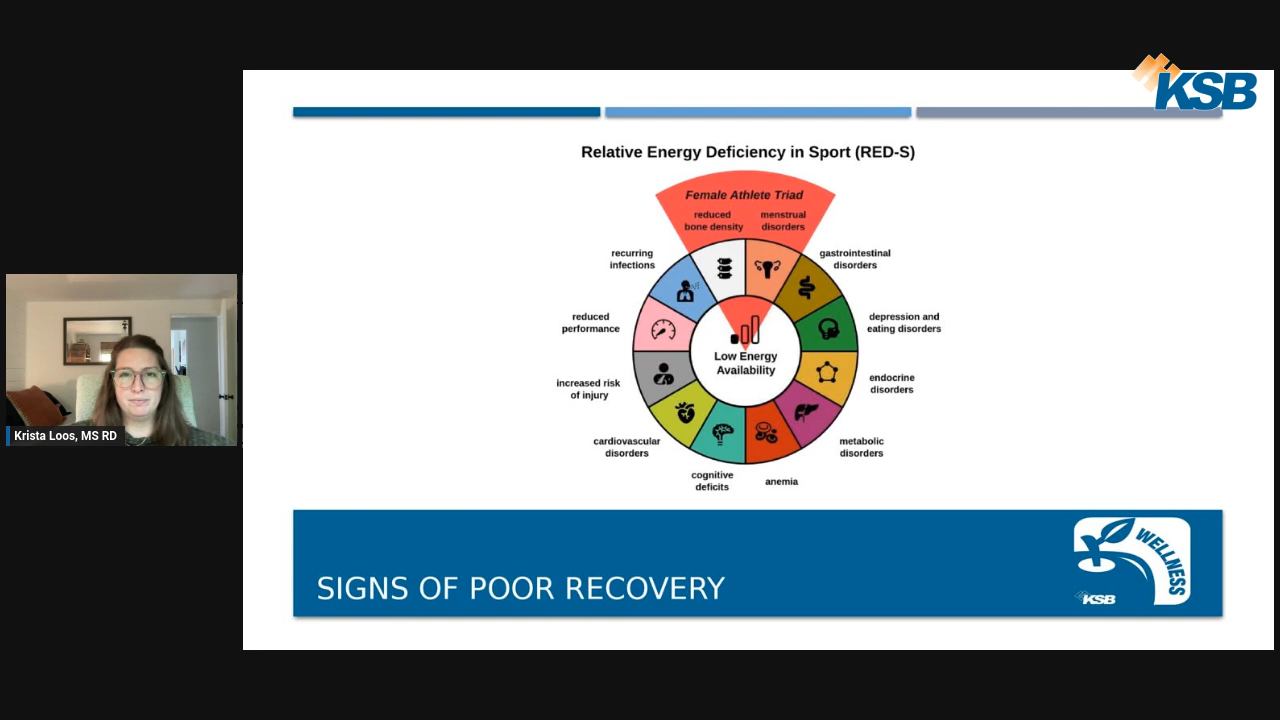 KSB
Relative Energy Deficiency in Sport (RED-S)
Female Athlete Triad
reduced
bone density
menstrual
disorders
recurring
infections
gastrointestinal
disorders
reduced
performance
depression and
eating disorders
Low Energy
Availability
increased risk
of injury
endocrine
disorders
cardiovascular
disorders
metabolic
disorders
cognitive
deficits
anemia
Krista Loos, MS RD
SIGNS OF POOR RECOVERY
WELLNESS
KSB